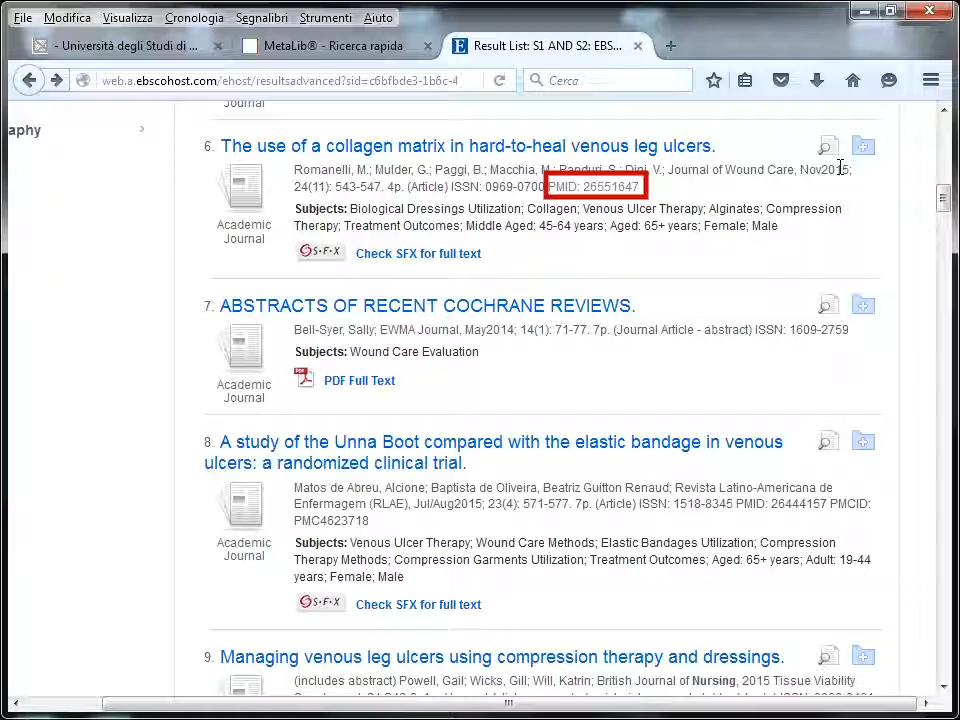 File Modifica Visualizza Cronologia Segnalibri Strumenti Aiuto
- Università degli Studi di ... MetaLib® - Ricerca rapida Result List: S1 AND S2: EBS...
web.a.ebscohost.com/ehost/resultsadvanced?sid=c6bfbde3-1b6c-4 Cerca
Journal
aphy
6. The use of a collagen matrix in hard-to-heal venous leg ulcers.
Romanelli, M.; Mulder, G.; Paggi, B.; Macchia, M.; Panduri, S.; Dini, V.; Journal of Wound Care, Nov2015;
24(11): 543-547. 4p. (Article) ISSN: 0969-0700 PMID: 26551647
Subjects: Biological Dressings Utilization; Collagen; Venous Ulcer Therapy; Alginates; Compression
Therapy; Treatment Outcomes; Middle Aged: 45-64 years; Aged: 65+ years; Female; Male
Academic
Journal
S·F·X Check SFX for full text
7. ABSTRACTS OF RECENT COCHRANE REVIEWS.
Bell-Syer, Sally; EWMA Journal, May2014; 14(1): 71-77. 7p. (Journal Article - abstract) ISSN: 1609-2759
Subjects: Wound Care Evaluation
PDF Full Text
Academic
Journal
8. A study of the Unna Boot compared with the elastic bandage in venous
ulcers: a randomized clinical trial.
Matos de Abreu, Alcione; Baptista de Oliveira, Beatriz Guitton Renaud; Revista Latino-Americana de
Enfermagem (RLAE), Jul/Aug2015; 23(4): 571-577. 7p. (Article) ISSN: 1518-8345 PMID: 26444157 PMCID:
PMC4623718
Subjects: Venous Ulcer Therapy; Wound Care Methods; Elastic Bandages Utilization; Compression
Therapy Methods; Compression Garments Utilization; Treatment Outcomes; Aged: 65+ years; Adult: 19-44
years; Female; Male
Academic
Journal
S·F·X Check SFX for full text
9. Managing venous leg ulcers using compression therapy and dressings.
(includes abstract) Powell, Gail; Wicks, Gill; Will, Katrin; British Journal of Nursing, 2015 Tissue Viability